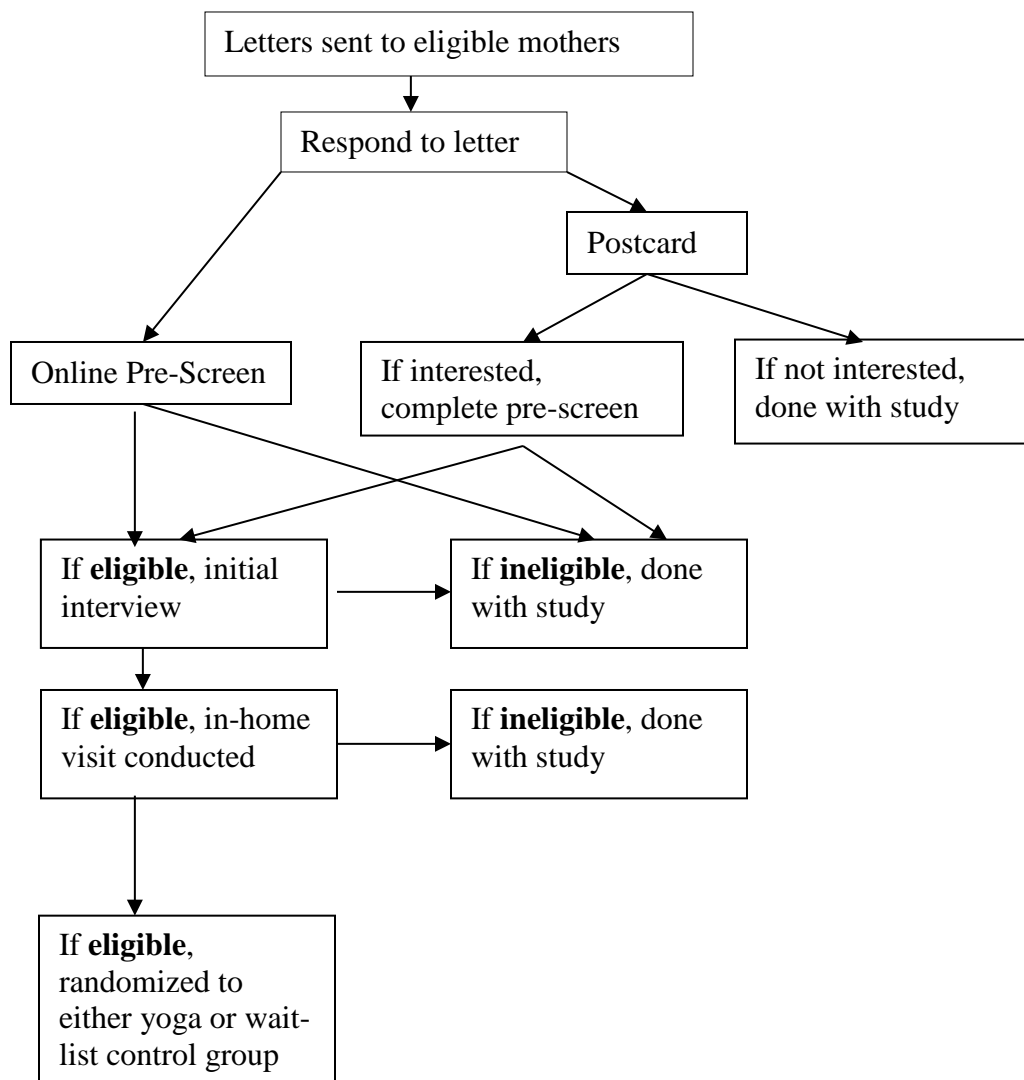 Letters sent to eligible mothers
Respond to letter
Postcard
Online Pre-Screen
If interested,
complete pre-screen
If not interested,
done with study
If eligible, initial
interview
If ineligible, done
with study
If eligible, in-home
visit conducted
If ineligible, done
with study
If eligible,
randomized to
either yoga or wait-
list control group